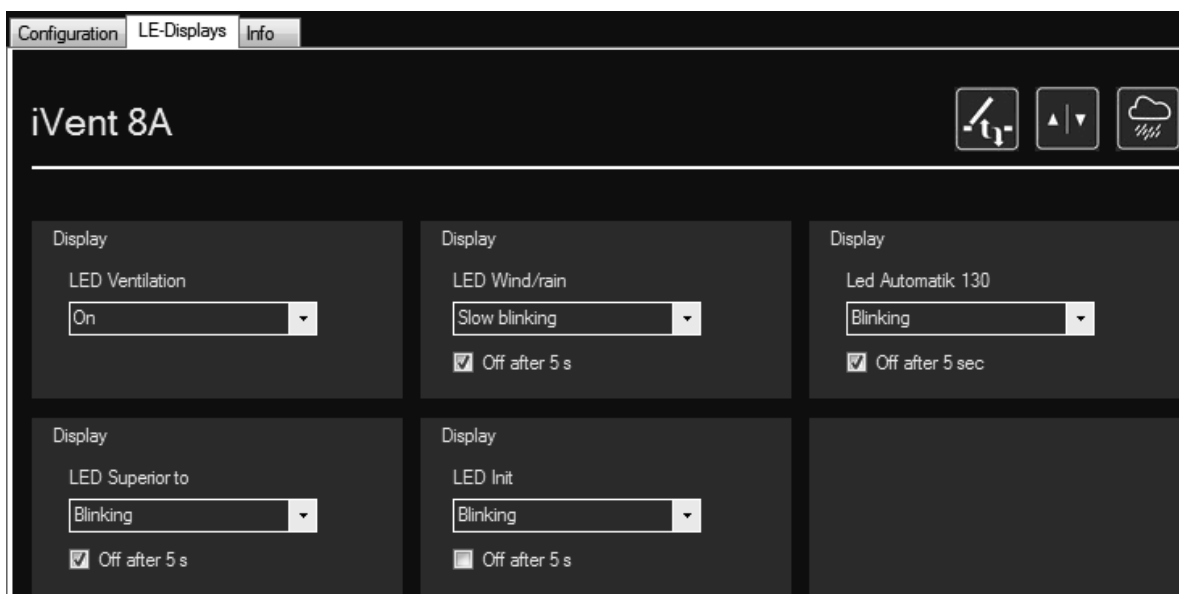 Configuration LE-Displays Info
iVent 8A
Display Display Display
LED Ventilation LED Wind/rain Led Automatik 130
On Slow blinking Blinking
Off after 5 s Off after 5 sec
Display Display
LED Superior to LED Init
Blinking Blinking
Off after 5 s Off after 5 s